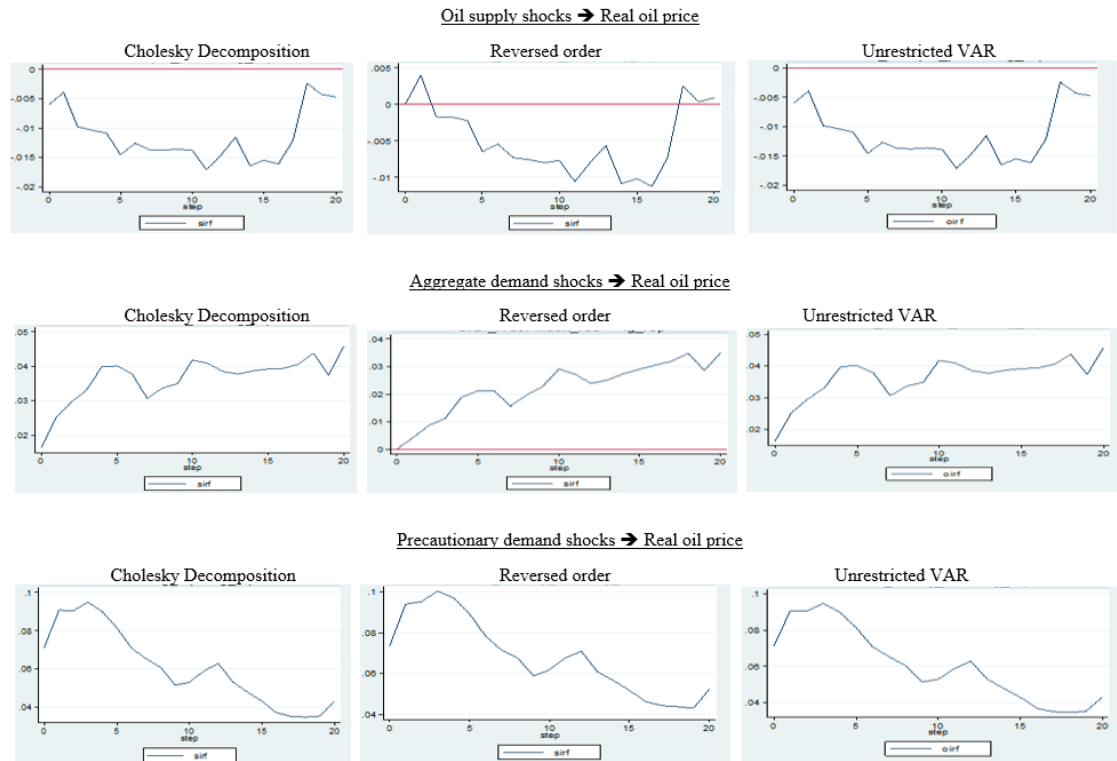 Oil supply shocks ➔ Real oil price
Cholesky Decomposition Reversed order Unrestricted VAR
0
-.005
-.01
-.015
-.02
0 5 10 15 20
step
sirf
.005
0
-.005
-.01
0 5 10 15 20
step
sirf
0
-.005
-.01
-.015
-.02
0 5 10 15 20
step
oirf
Aggregate demand shocks ➔ Real oil price
Cholesky Decomposition Reversed order Unrestricted VAR
.05
.04
.03
.02
0 5 10 15 20
step
sirf
.04
.03
.02
.01
0
0 5 10 15 20
step
sirf
.05
.04
.03
.02
0 5 10 15 20
step
oirf
Precautionary demand shocks ➔ Real oil price
Cholesky Decomposition Reversed order Unrestricted VAR
.1
.08
.06
.04
0 5 10 15 20
step
sirf
.1
.08
.06
.04
0 5 10 15 20
step
sirf
.1
.08
.06
.04
0 5 10 15 20
step
oirf